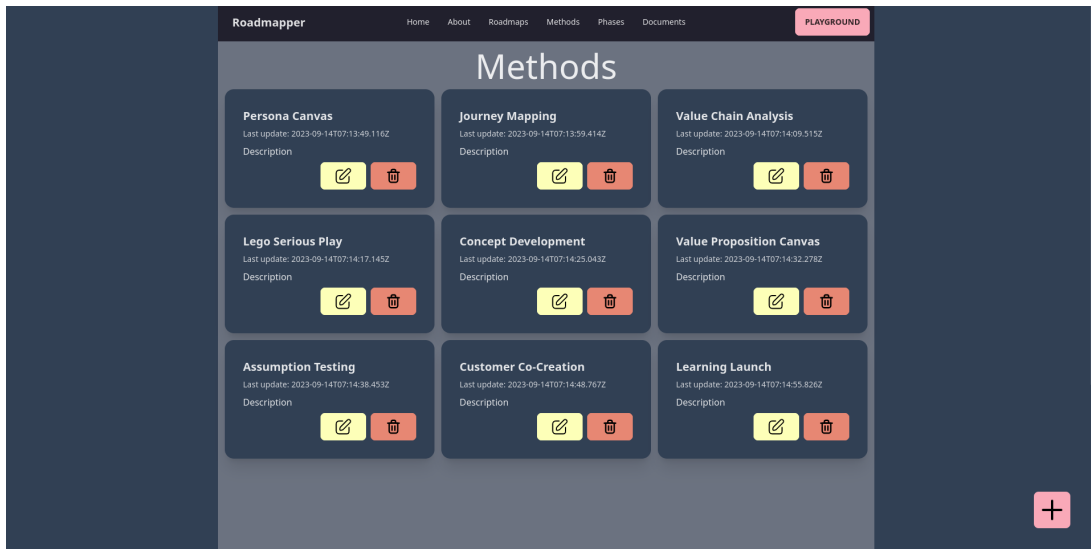 Roadmapper Home About Roadmaps Methods Phases Documents PLAYGROUND
Methods
Persona Canvas
Last update: 2023-09-14T07:13:49.116Z
Description
Journey Mapping
Last update: 2023-09-14T07:13:59.414Z
Description
Value Chain Analysis
Last update: 2023-09-14T07:14:09.515Z
Description
Lego Serious Play
Last update: 2023-09-14T07:14:17.145Z
Description
Concept Development
Last update: 2023-09-14T07:14:25.043Z
Description
Value Proposition Canvas
Last update: 2023-09-14T07:14:32.278Z
Description
Assumption Testing
Last update: 2023-09-14T07:14:38.453Z
Description
Customer Co-Creation
Last update: 2023-09-14T07:14:48.767Z
Description
Learning Launch
Last update: 2023-09-14T07:14:55.826Z
Description